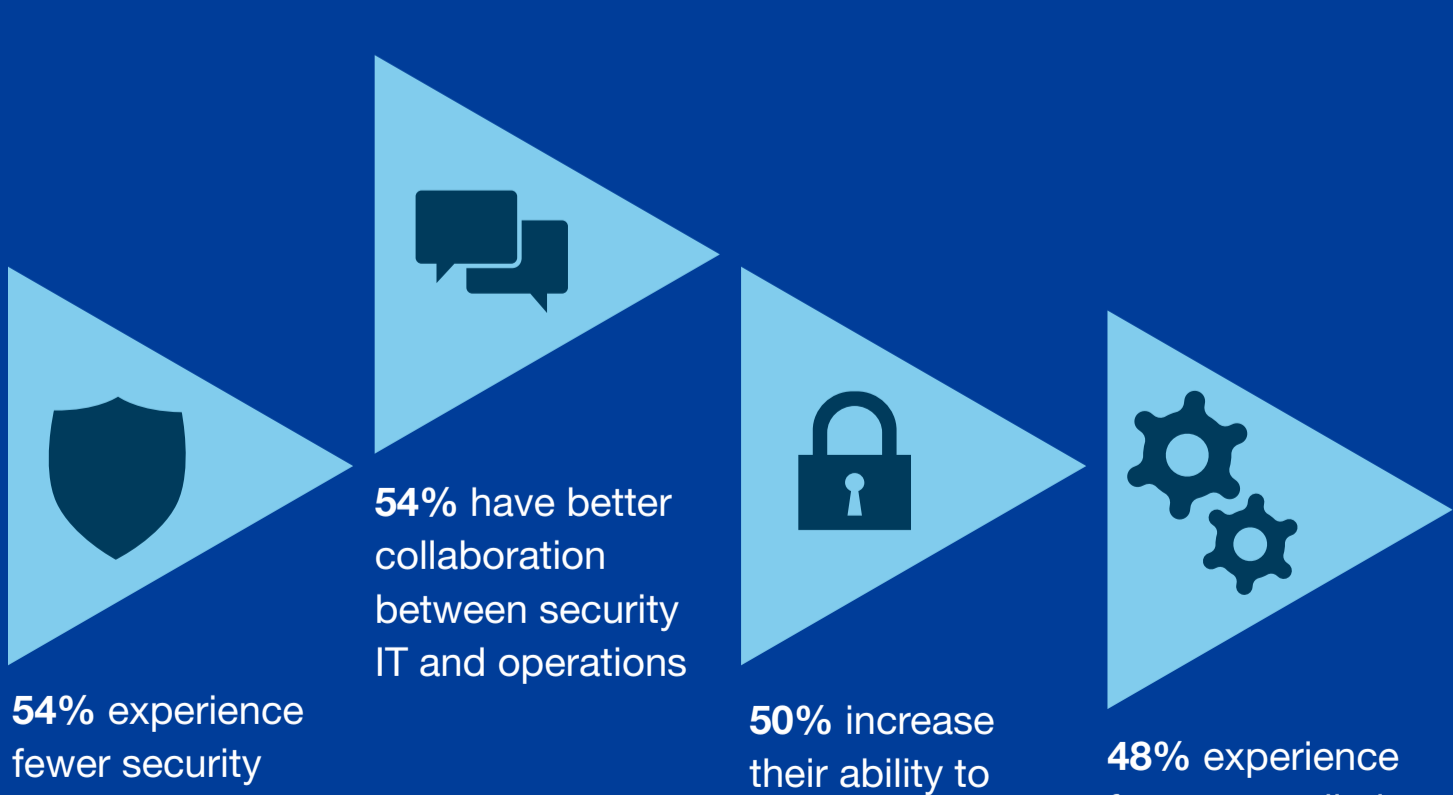 54% experience
fewer security
54% have better
collaboration
between security
IT and operations
50% increase
their ability to
48% experience